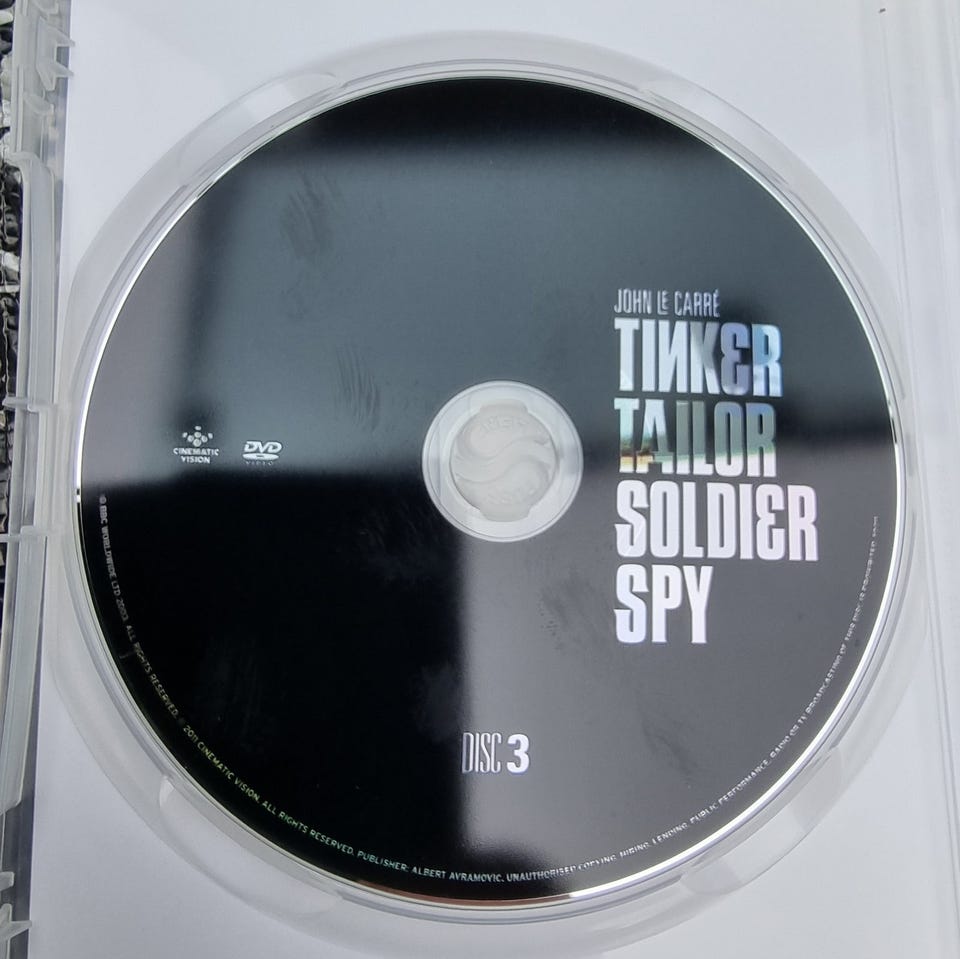 JOHN LE CARRÉ
TINKER
TAILOR
SOLDIER
SPY
CINEMATIC
VISION
DVD
VIDEO
DISC 3
© BBC WORLDWIDE LTD 2003. ALL RIGHTS RESERVED. © 2011 CINEMATIC VISION. ALL RIGHTS RESERVED. PUBLISHER: ALBERT AVRAMOVIC. UNAUTHORISED COPYING, HIRING, LENDING, PUBLIC PERFORMANCE, RADIO OR TV BROADCASTING OF THIS DISC IS PROHIBITED.